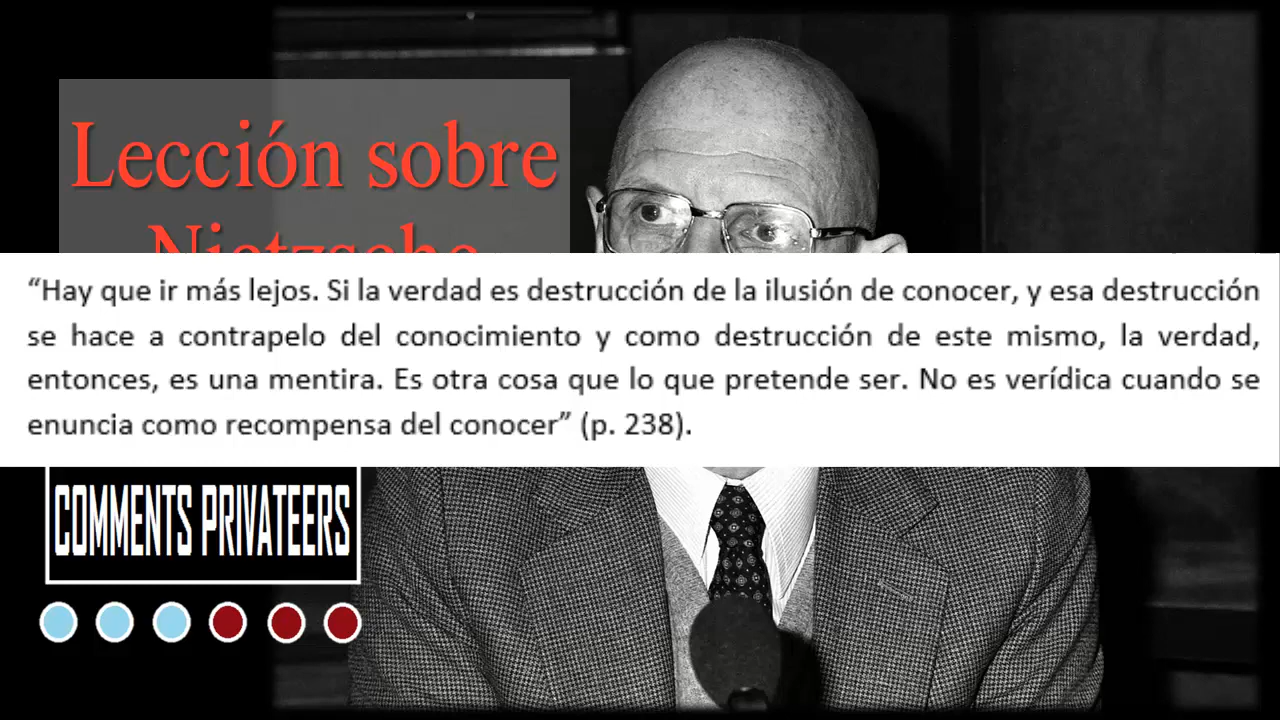 Lección sobre
Nietzsche
“Hay que ir más lejos. Si la verdad es destrucción de la ilusión de conocer, y esa destrucción
se hace a contrapelo del conocimiento y como destrucción de este mismo, la verdad,
entonces, es una mentira. Es otra cosa que lo que pretende ser. No es verídica cuando se
enuncia como recompensa del conocer” (p. 238).
COMMENTS PRIVATEERS